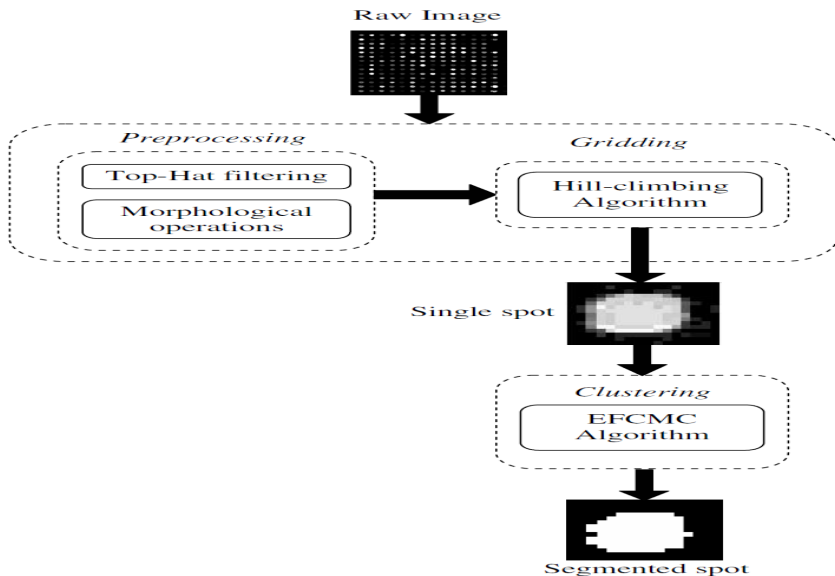 Raw Image
Preprocessing
Gridding
Top-Hat filtering
Morphological
operations
Hill-climbing
Algorithm
Single spot
Clustering
EFCMC
Algorithm
Segmented spot